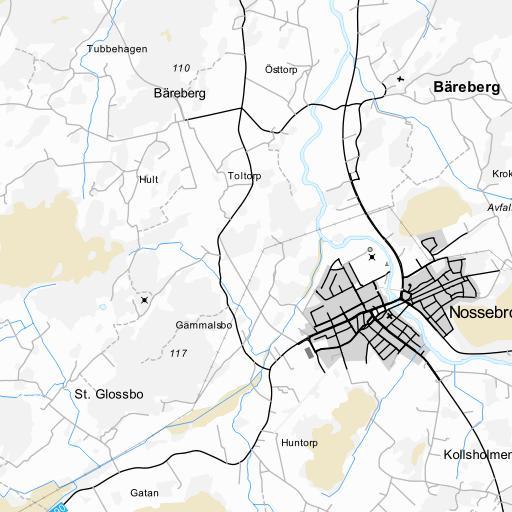 Tubbehagen
110
Östtorp
Bäreberg
Bäreberg
Hult
Toltorp
Krok
Avfal
Gammalsbo
Nossebro
117
St. Glossbo
Huntorp
Kollsholmen
Gatan